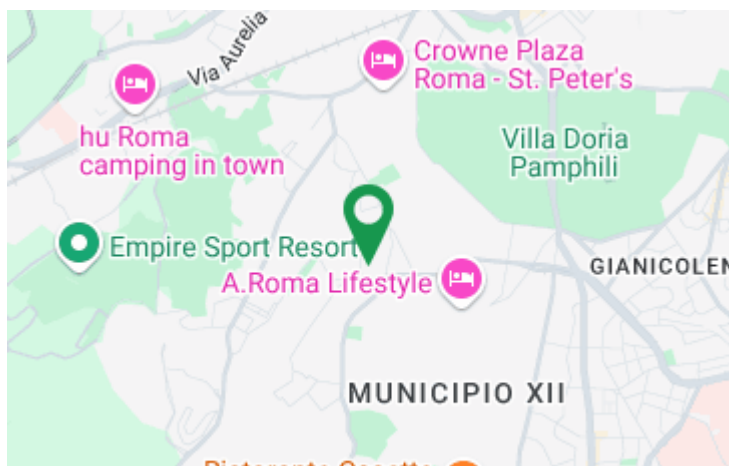 Via Aurelia
Crowne Plaza
Roma - St. Peter's
hu Roma
camping in town
Villa Doria
Pamphili
Empire Sport Resort
A.Roma Lifestyle
GIANICOLEN
MUNICIPIO XII